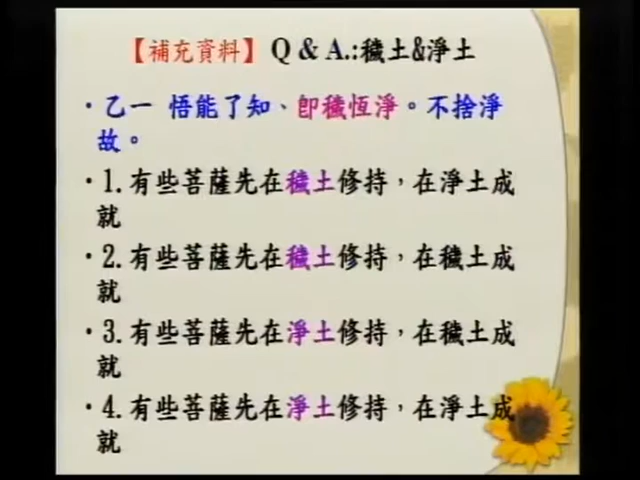 【補充資料】 Q & A.:穢土&淨土
•乙一 悟能了知、即穢恆淨。不捨淨
故。
•1.有些菩薩先在穢土修持，在淨土成
就
•2.有些菩薩先在穢土修持，在穢土成
就
•3.有些菩薩先在淨土修持，在穢土成
就
•4.有些菩薩先在淨土修持，在淨土成
就